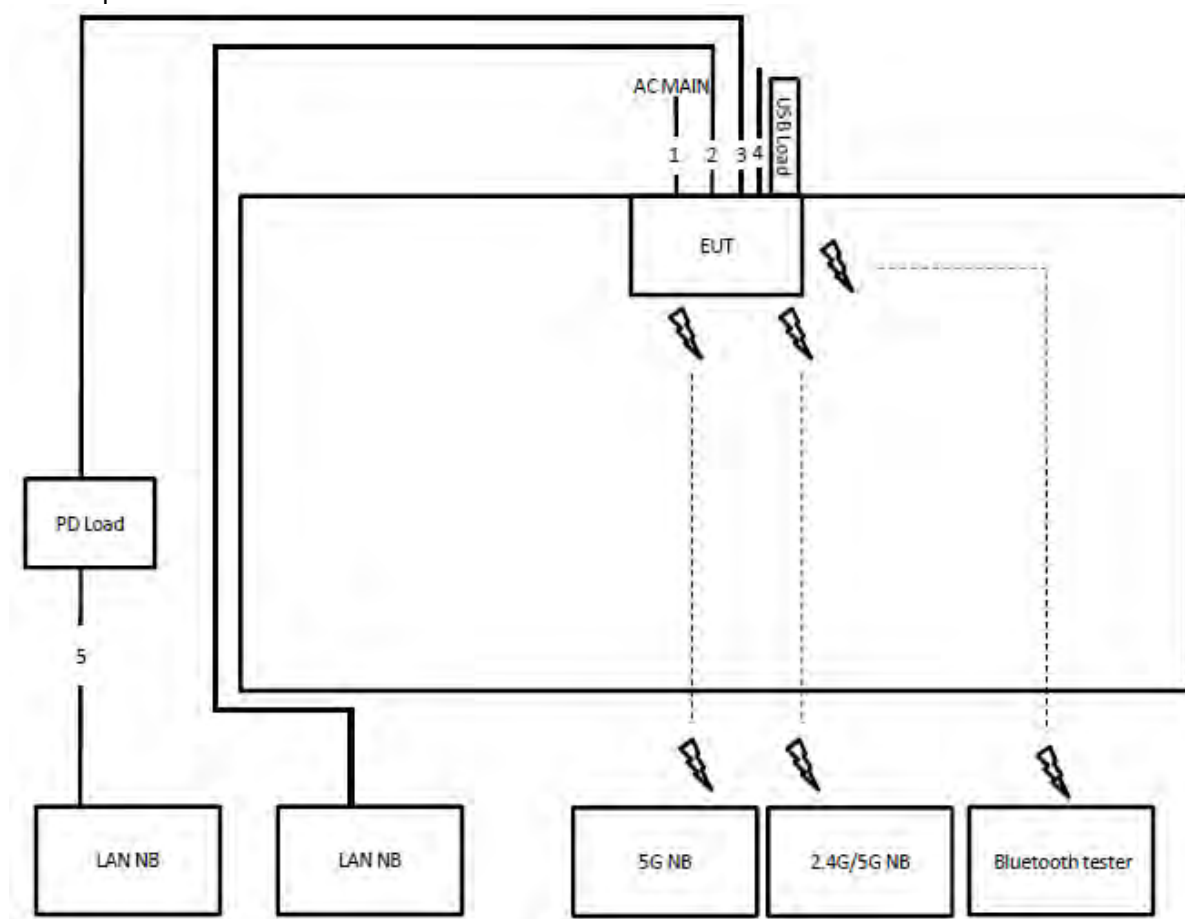 AC MAIN
USB Load
1 2 3 4
EUT
PD Load
5
LAN NB
LAN NB
5G NB
2.4G/5G NB
Bluetooth tester